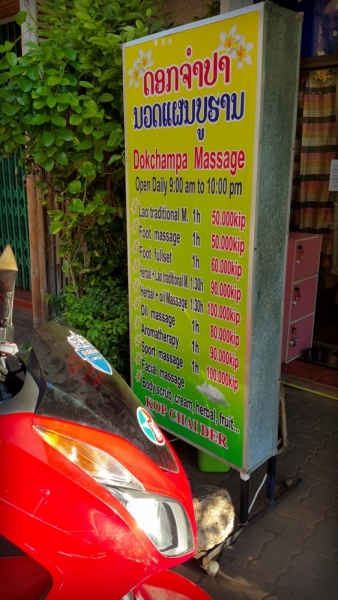 ດອກຈຳປາ
ນວດແຜນບູຮານ
Dokchampa Massage
Open Daily 9:00 am to 10:00 pm
Lao traditional M. 1h 50.000kip
Foot massage 1h 50.000kip
Foot fullset 1h 60.000kip
Herbal + Lao traditional M. 1:30h 90.000kip
Herbal + oil Massage 1:30h 100.000kip
Oil massage 1h 80.000kip
Aromatherapy 1h 90.000kip
Sport massage 1h 100.000kip
Facial massage
Body scrub, cream, herbal, fruit...
KOP CHAI DER